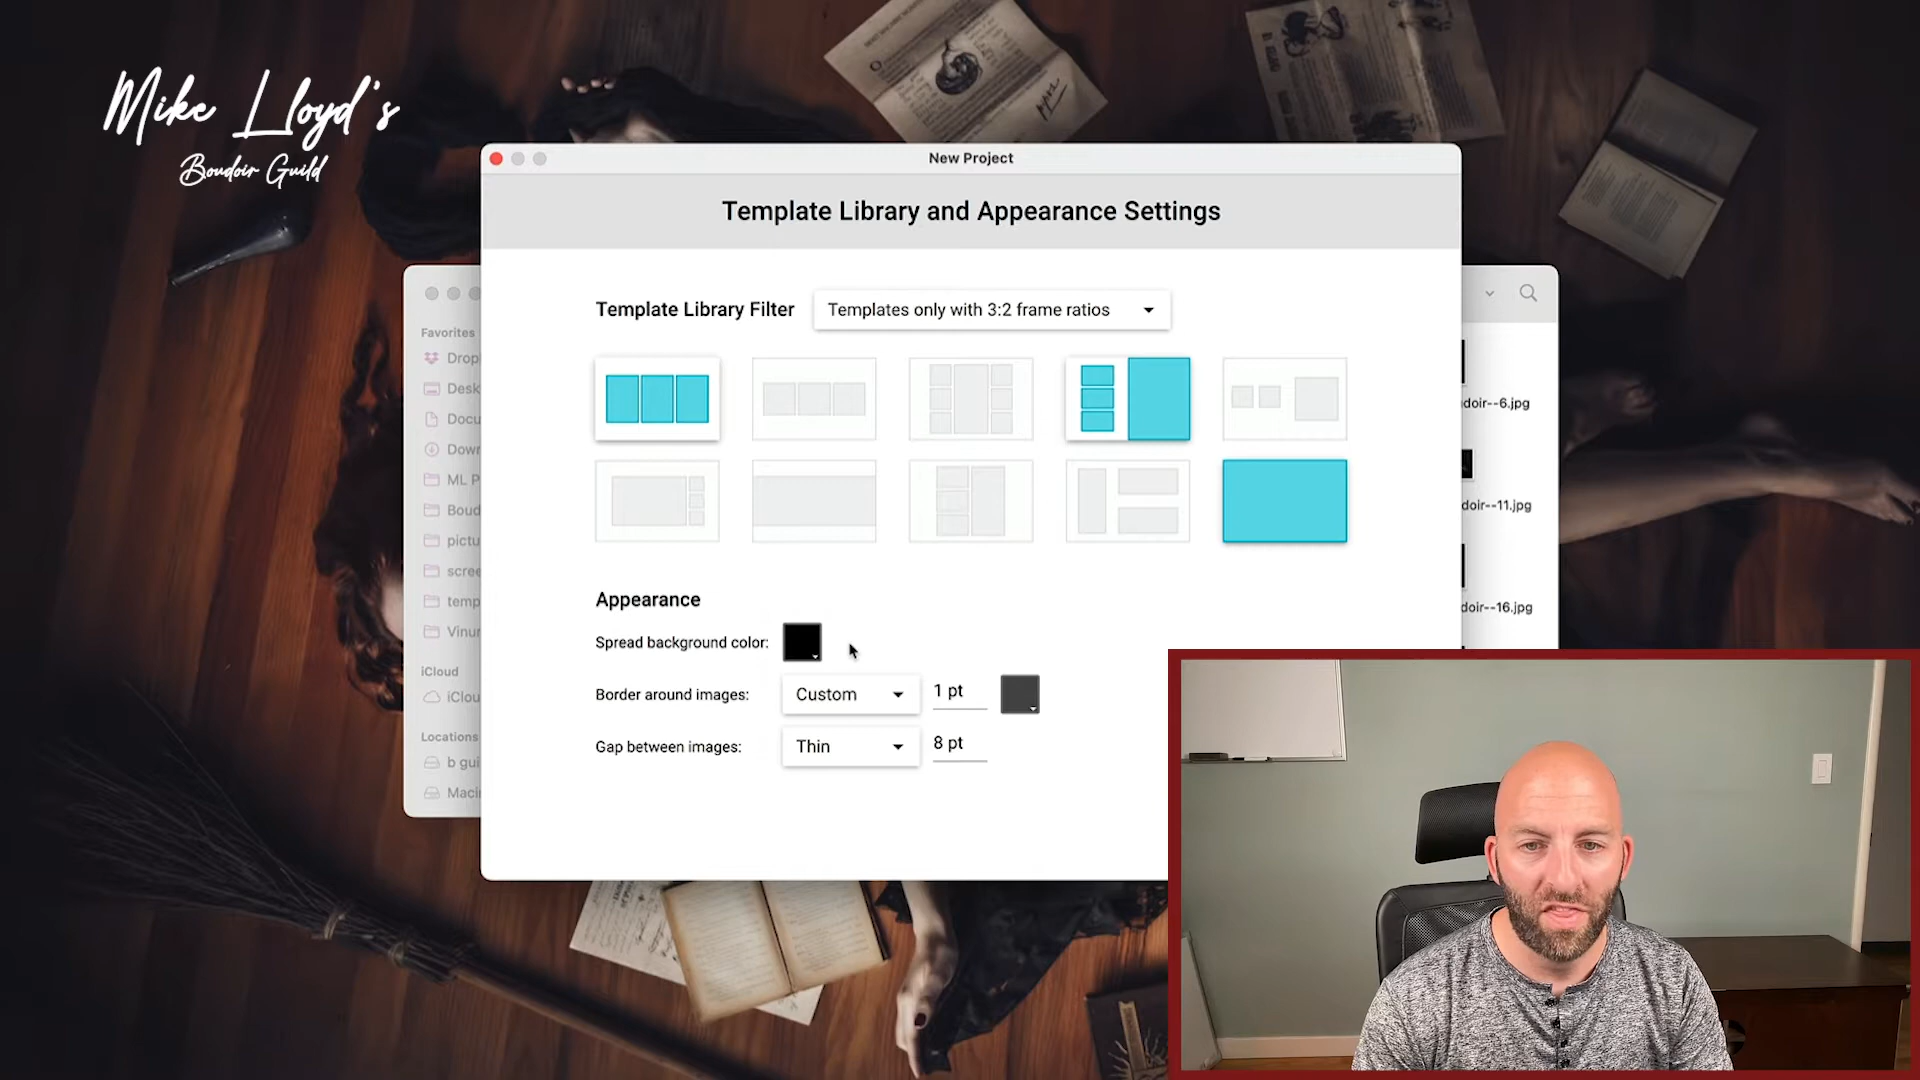 Mike Lloyd's
Boudoir Guild
New Project
Template Library and Appearance Settings
Template Library Filter
Templates only with 3:2 frame ratios
Appearance
Spread background color:
Border around images:
Custom
1 pt
Gap between images:
Thin
8 pt
Favorites
Drop
Desk
Docu
Down
ML P
Boud
pictu
scree
temp
Vinu
iCloud
iClou
Locations
b gui
Maci
doir--6.jpg
doir--11.jpg
doir--16.jpg